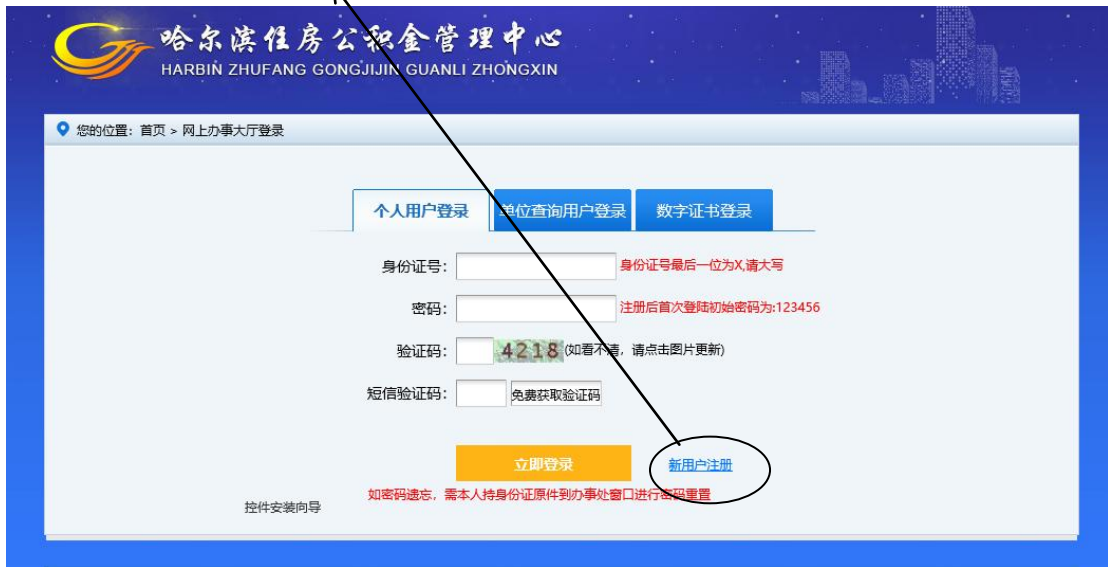 哈尔滨住房公积金管理中心
HARBIN ZHUFANG GONGJIJIN GUANLI ZHONGXIN
您的位置：首页 > 网上办事大厅登录
个人用户登录 单位查询用户登录 数字证书登录
身份证号： 身份证号最后一位为X,请大写
密码： 注册后首次登陆初始密码为:123456
验证码： 4218 (如看不清，请点击图片更新)
短信验证码： 免费获取验证码
立即登录 新用户注册
如密码遗忘，需本人持身份证原件到办事处窗口进行密码重置
控件安装向导